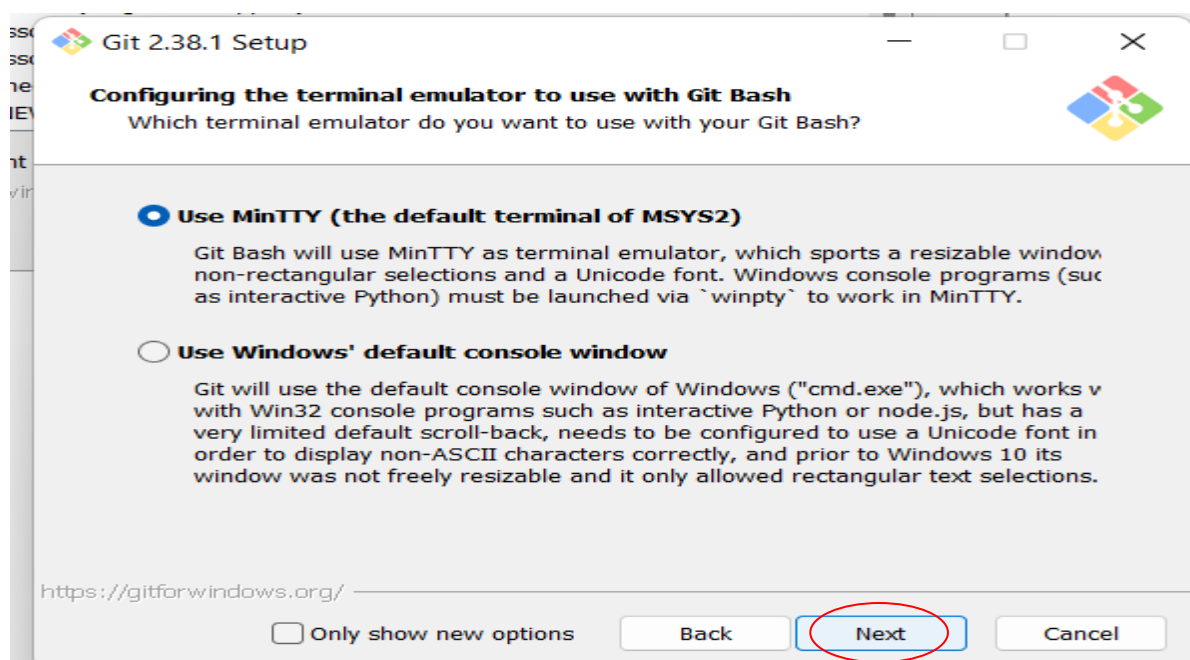 Git 2.38.1 Setup
Configuring the terminal emulator to use with Git Bash
Which terminal emulator do you want to use with your Git Bash?
Use MinTTY (the default terminal of MSYS2)
Git Bash will use MinTTY as terminal emulator, which sports a resizable
non-rectangular selections and a Unicode font. Windows console programs
as interactive Python) must be launched via `winpty` to work in MinTTY.
Use Windows' default console window
Git will use the default console window of Windows ("cmd.exe"), which works
with Win32 console programs such as interactive Python or node.js, but has a
very limited default scroll-back, needs to be configured to use a Unicode font in
order to display non-ASCII characters correctly, and prior to Windows 10 its
window was not freely resizable and it only allowed rectangular text selections.
https://gitforwindows.org/
Only show new options Back Next Cancel